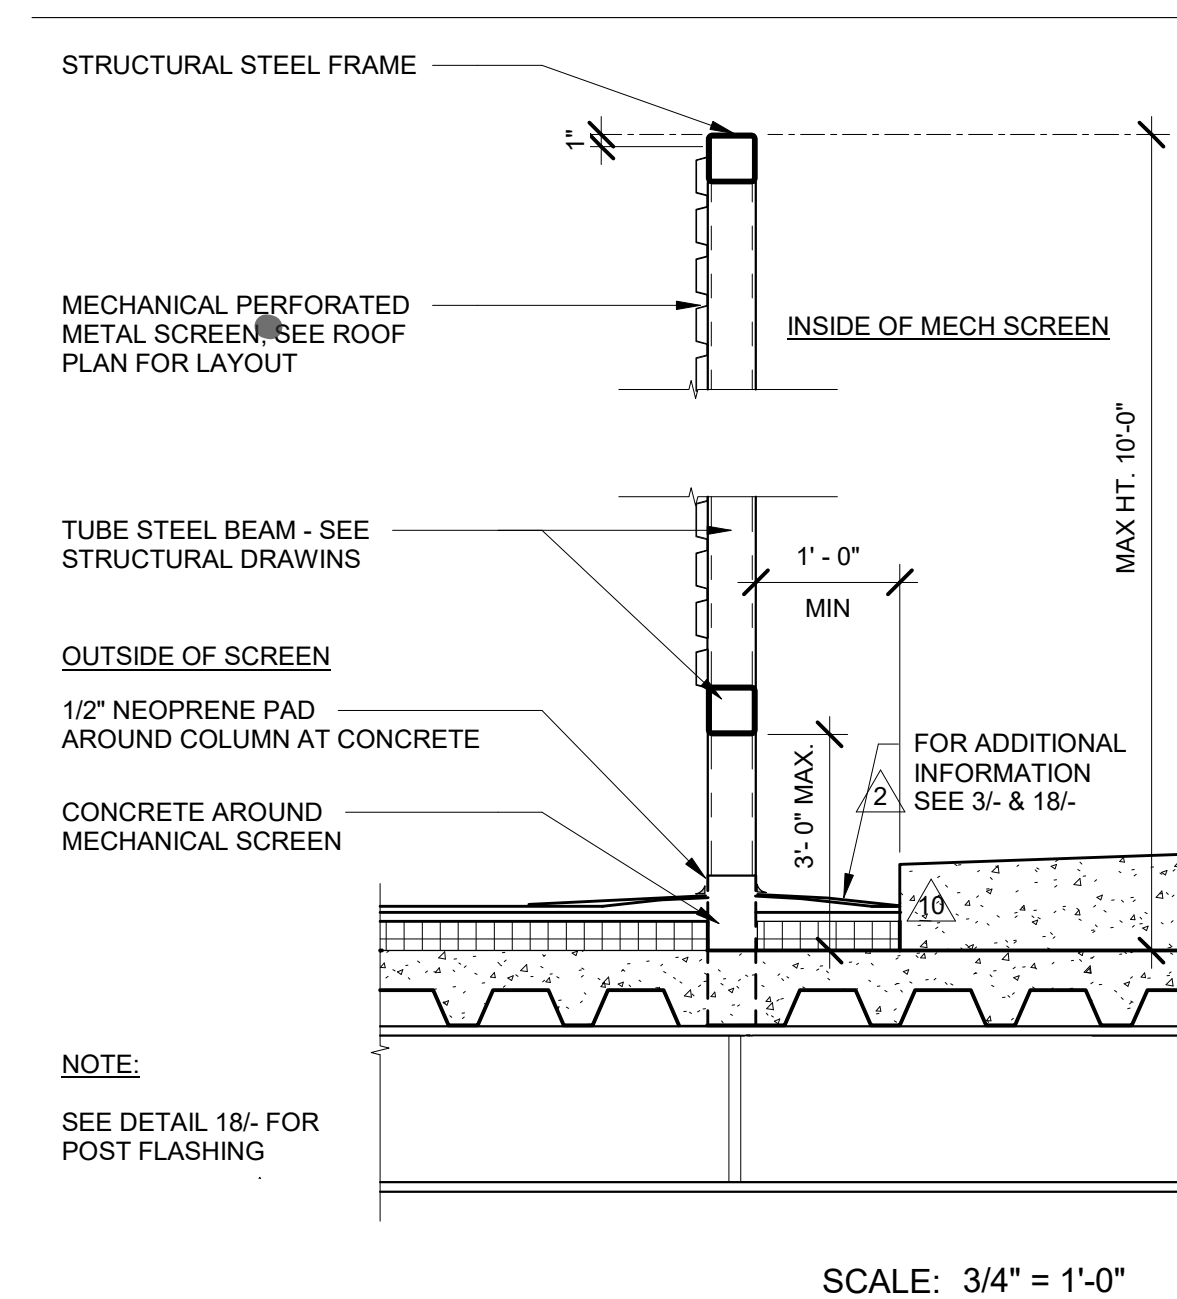 STRUCTURAL STEEL FRAME
1"
MECHANICAL PERFORATED
METAL SCREEN, SEE ROOF
PLAN FOR LAYOUT
INSIDE OF MECH SCREEN
MAX HT. 10'-0"
TUBE STEEL BEAM - SEE
STRUCTURAL DRAWINS
1' - 0"
MIN
OUTSIDE OF SCREEN
1/2" NEOPRENE PAD
AROUND COLUMN AT CONCRETE
3'- 0" MAX.
FOR ADDITIONAL
INFORMATION
SEE 3/- & 18/-
2
CONCRETE AROUND
MECHANICAL SCREEN
10
NOTE:
SEE DETAIL 18/- FOR
POST FLASHING
SCALE: 3/4" = 1'-0"